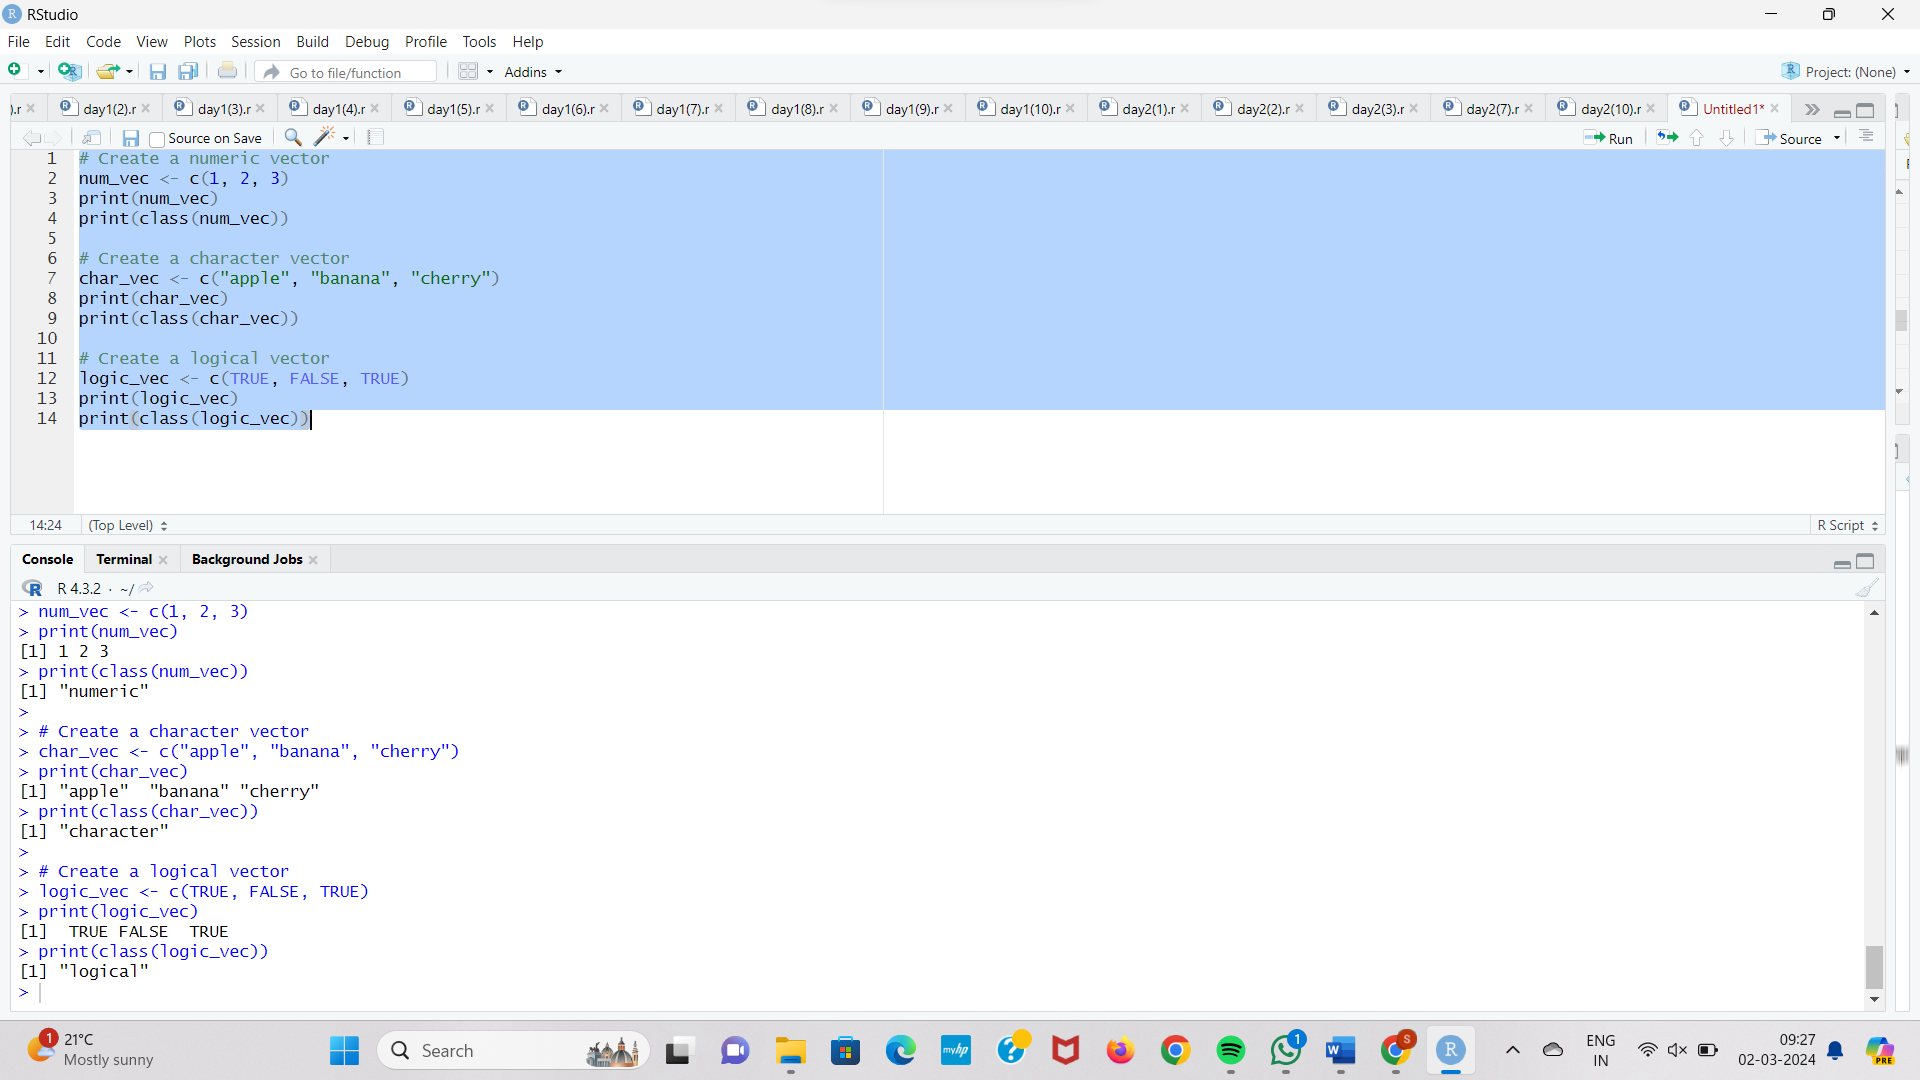 RStudio
File Edit Code View Plots Session Build Debug Profile Tools Help
Go to file/function Addins Project: (None)
).r day1(2).r day1(3).r day1(4).r day1(5).r day1(6).r day1(7).r day1(8).r day1(9).r day1(10).r day2(1).r day2(2).r day2(3).r day2(7).r day2(10).r Untitled1*
Source on Save Run Source
1 # Create a numeric vector
2 num_vec <- c(1, 2, 3)
3 print(num_vec)
4 print(class(num_vec))
5
6 # Create a character vector
7 char_vec <- c("apple", "banana", "cherry")
8 print(char_vec)
9 print(class(char_vec))
10
11 # Create a logical vector
12 logic_vec <- c(TRUE, FALSE, TRUE)
13 print(logic_vec)
14 print(class(logic_vec))
14:24 (Top Level) R Script
Console Terminal Background Jobs
R 4.3.2 · ~/
> num_vec <- c(1, 2, 3)
> print(num_vec)
[1] 1 2 3
> print(class(num_vec))
[1] "numeric"
>
> # Create a character vector
> char_vec <- c("apple", "banana", "cherry")
> print(char_vec)
[1] "apple"  "banana" "cherry"
> print(class(char_vec))
[1] "character"
>
> # Create a logical vector
> logic_vec <- c(TRUE, FALSE, TRUE)
> print(logic_vec)
[1]  TRUE FALSE  TRUE
> print(class(logic_vec))
[1] "logical"
>
1 21°C
Mostly sunny
Search
myhp
1
S
R
ENG
IN
09:27
02-03-2024
PRE